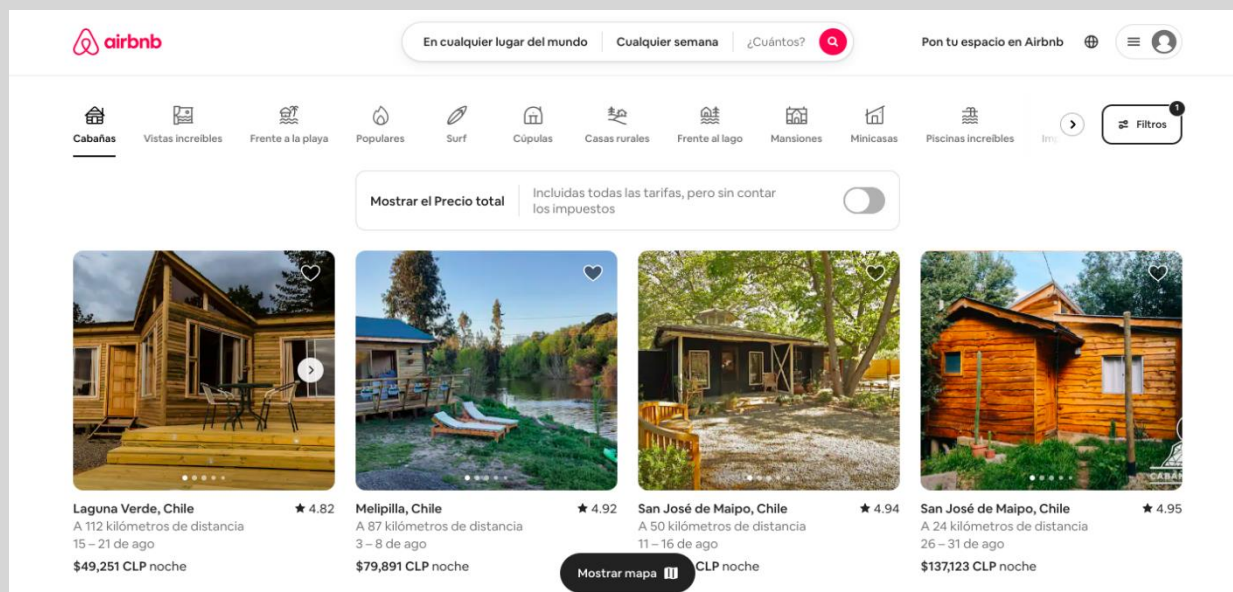 airbnb
En cualquier lugar del mundo
Cualquier semana
¿Cuántos?
Pon tu espacio en Airbnb
Cabañas
Vistas increíbles
Frente a la playa
Populares
Surf
Cúpulas
Casas rurales
Frente al lago
Mansiones
Minicasas
Piscinas increíbles
Filtros
1
Mostrar el Precio total
Incluidas todas las tarifas, pero sin contar
los impuestos
Laguna Verde, Chile
4.82
A 112 kilómetros de distancia
15 – 21 de ago
$49,251 CLP noche
Melipilla, Chile
4.92
A 87 kilómetros de distancia
3 – 8 de ago
$79,891 CLP noche
San José de Maipo, Chile
4.94
A 50 kilómetros de distancia
11 – 16 de ago
CLP noche
San José de Maipo, Chile
4.95
A 24 kilómetros de distancia
26 – 31 de ago
$137,123 CLP noche
Mostrar mapa